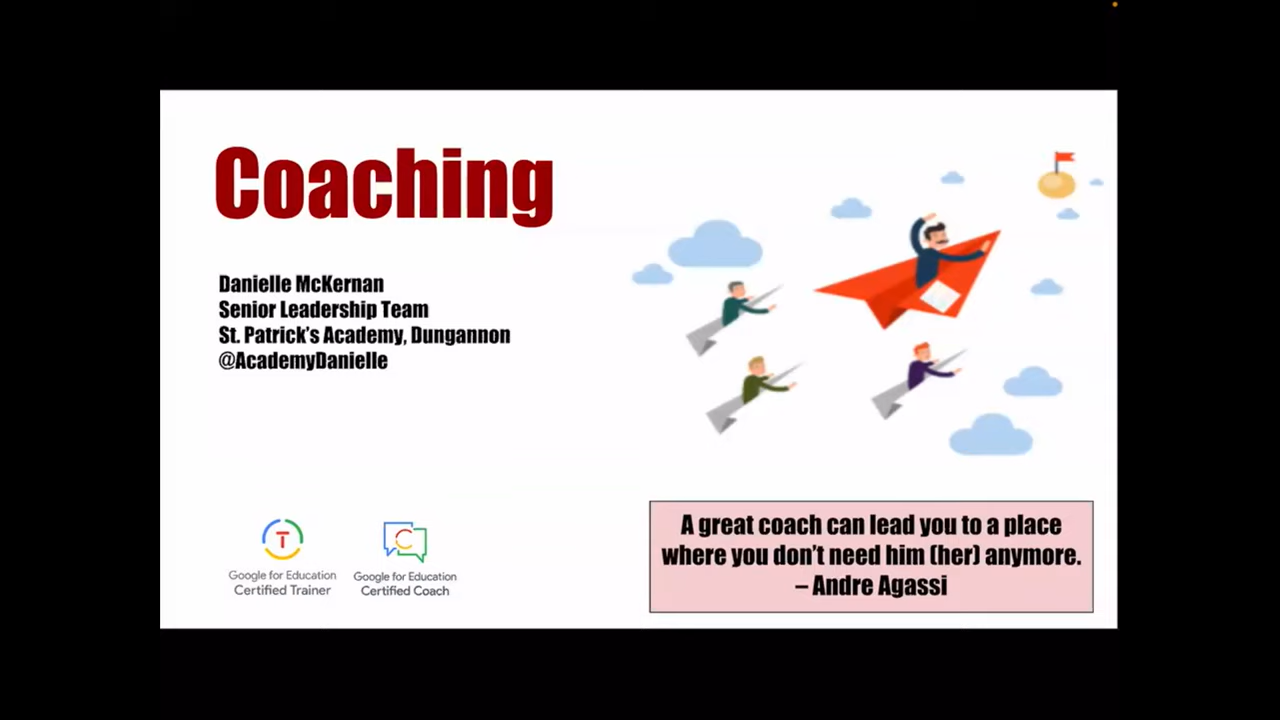 Coaching
Danielle McKernan
Senior Leadership Team
St. Patrick's Academy, Dungannon
@AcademyDanielle
T
Google for Education
Certified Trainer
C
Google for Education
Certified Coach
A great coach can lead you to a place
where you don't need him (her) anymore.
– Andre Agassi